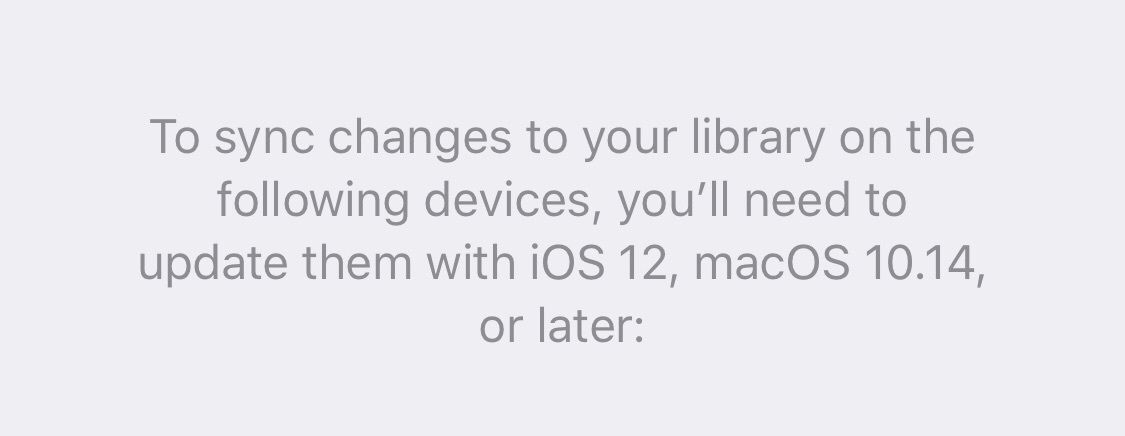 To sync changes to your library on the
following devices, you’ll need to
update them with iOS 12, macOS 10.14,
or later: